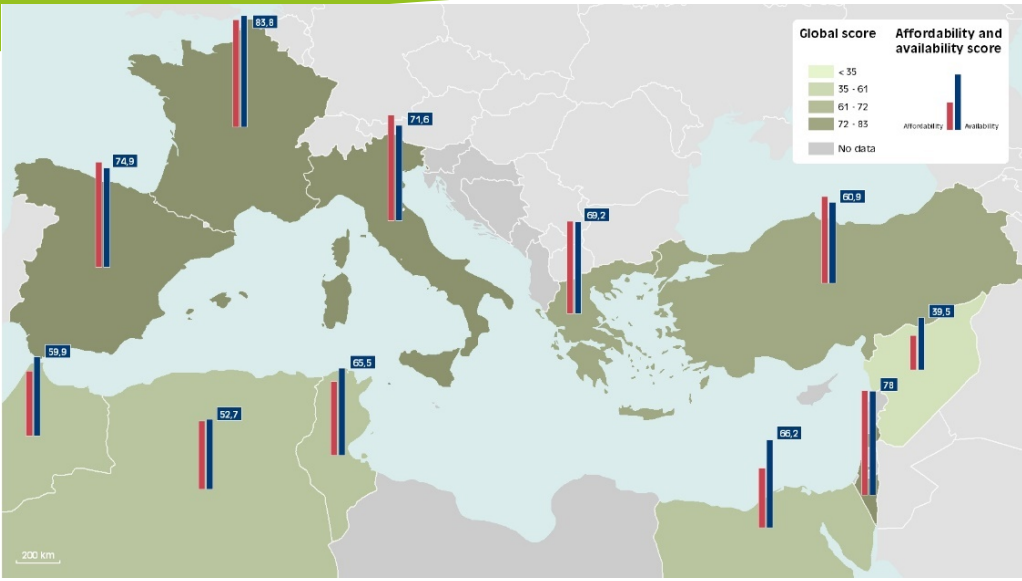 83,8
Global score
Affordability and
availability score
< 35
35 - 61
61 - 72
72 - 83
Affordability
Availability
No data
71,6
74,9
69,2
60,9
39,5
59,9
65,5
78
52,7
66,2
200 km